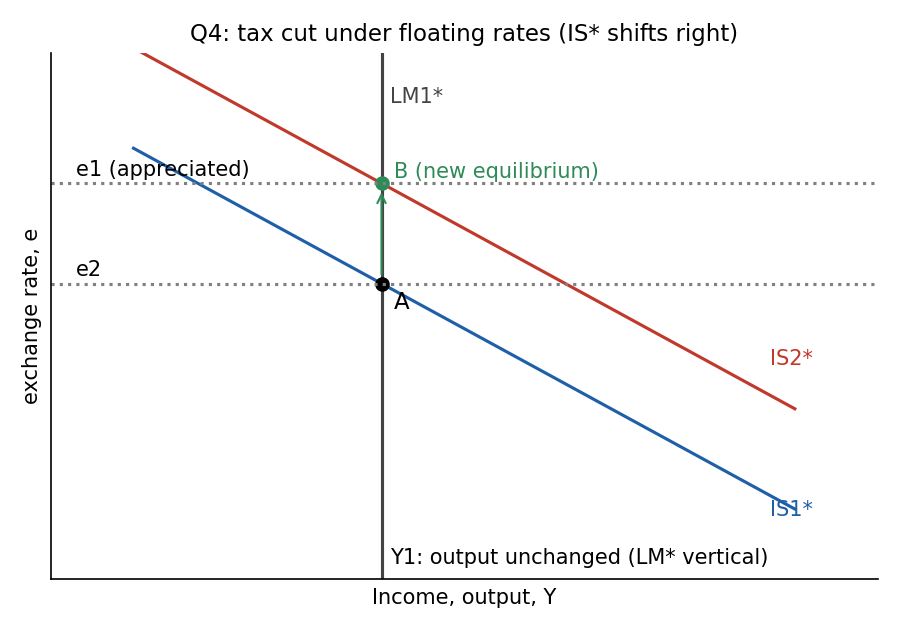 Q4: tax cut under floating rates (IS* shifts right)
LM1*
e1 (appreciated)
B (new equilibrium)
e2
A
IS2*
IS1*
Y1: output unchanged (LM* vertical)
exchange rate, e
Income, output, Y